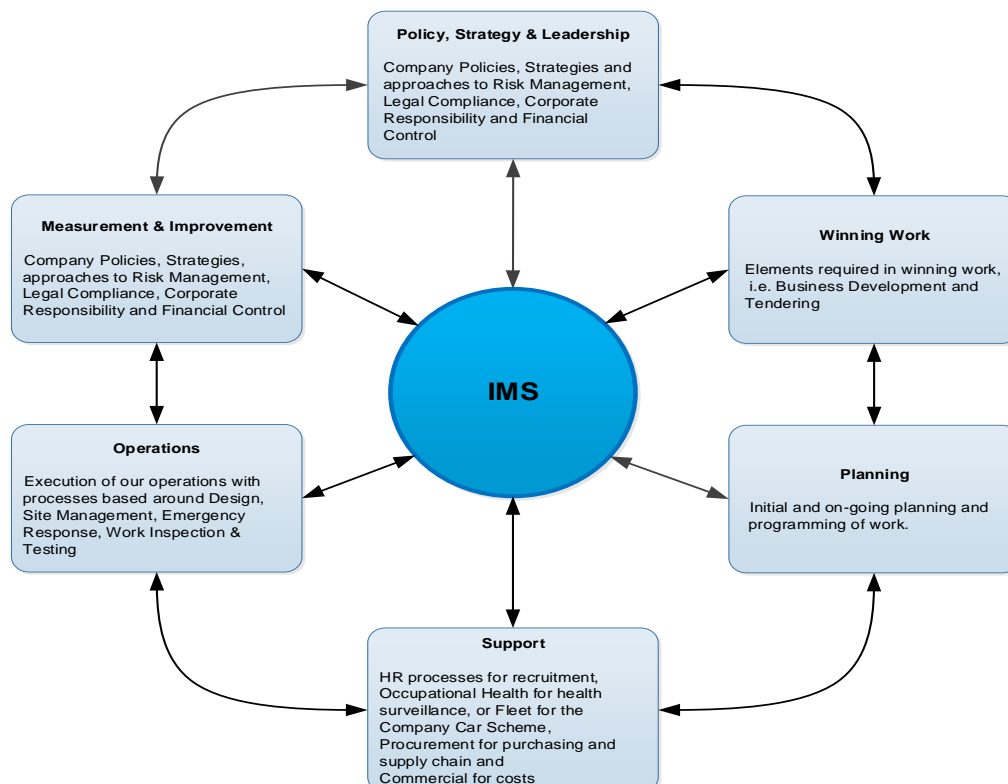 Policy, Strategy & Leadership
Company Policies, Strategies and
approaches to Risk Management,
Legal Compliance, Corporate
Responsibility and Financial
Control
Measurement & Improvement
Company Policies, Strategies,
approaches to Risk Management,
Legal Compliance, Corporate
Responsibility and Financial Control
Winning Work
Elements required in winning work,
i.e. Business Development and
Tendering
IMS
Operations
Execution of our operations with
processes based around Design,
Site Management, Emergency
Response, Work Inspection &
Testing
Planning
Initial and on-going planning and
programming of work.
Support
HR processes for recruitment,
Occupational Health for health
surveillance, or Fleet for the
Company Car Scheme,
Procurement for purchasing and
supply chain and
Commercial for costs